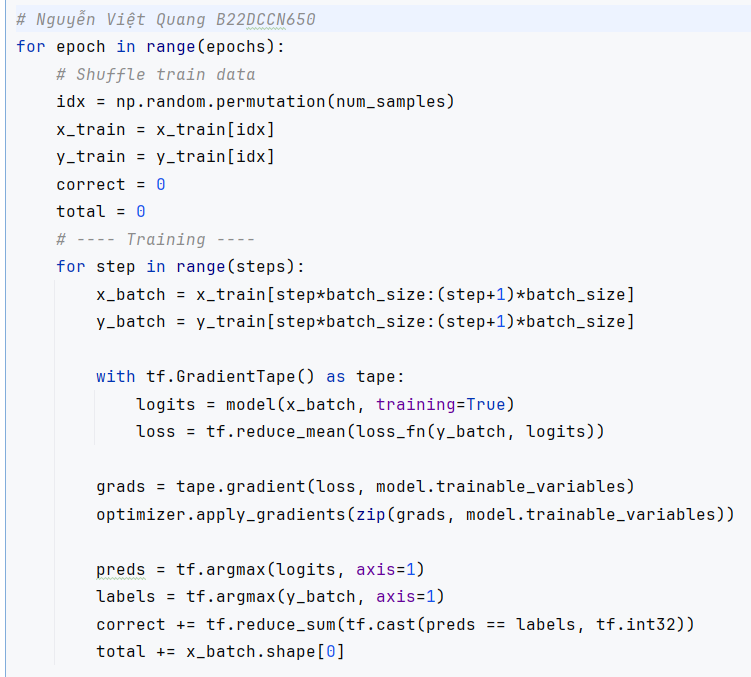 # Nguyễn Việt Quang B22DCCN650
for epoch in range(epochs):
    # Shuffle train data
    idx = np.random.permutation(num_samples)
    x_train = x_train[idx]
    y_train = y_train[idx]
    correct = 0
    total = 0
    # ---- Training ----
    for step in range(steps):
        x_batch = x_train[step*batch_size:(step+1)*batch_size]
        y_batch = y_train[step*batch_size:(step+1)*batch_size]

        with tf.GradientTape() as tape:
            logits = model(x_batch, training=True)
            loss = tf.reduce_mean(loss_fn(y_batch, logits))

        grads = tape.gradient(loss, model.trainable_variables)
        optimizer.apply_gradients(zip(grads, model.trainable_variables))

        preds = tf.argmax(logits, axis=1)
        labels = tf.argmax(y_batch, axis=1)
        correct += tf.reduce_sum(tf.cast(preds == labels, tf.int32))
        total += x_batch.shape[0]